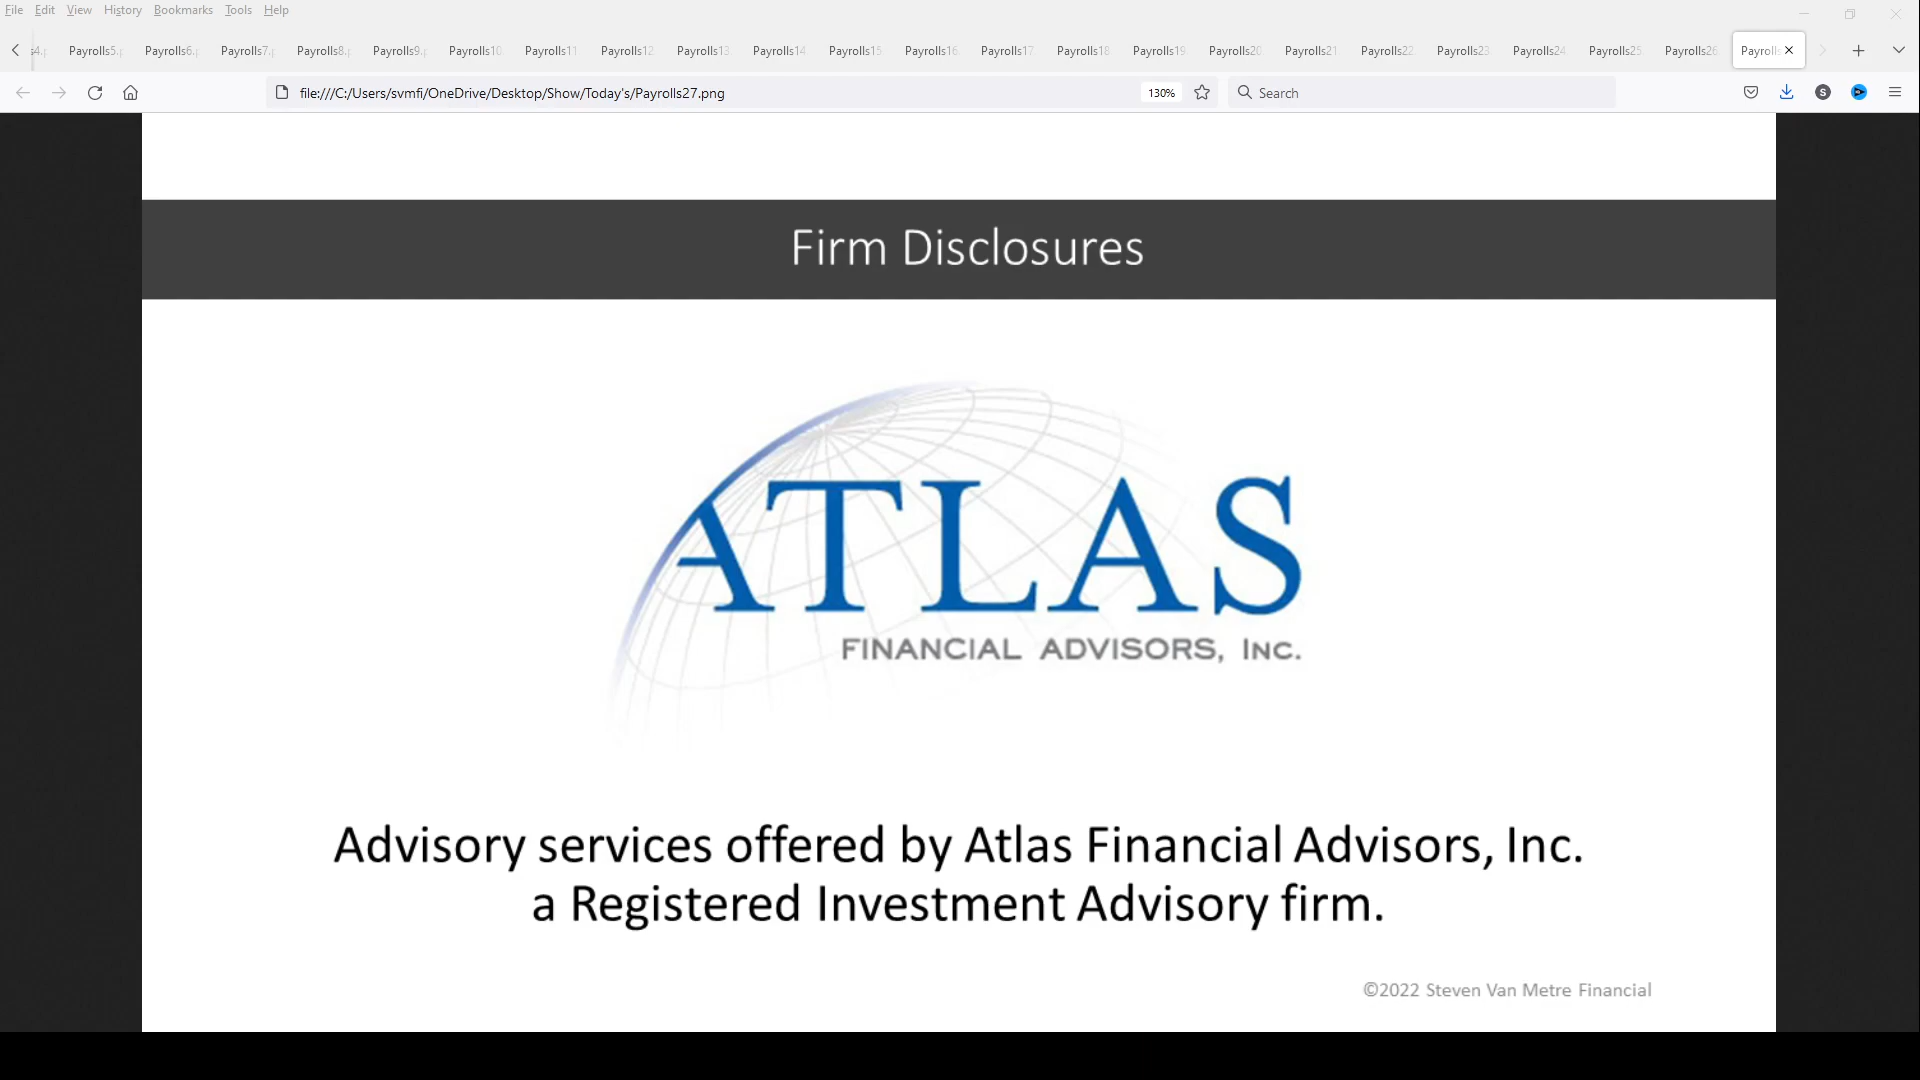 File Edit View History Bookmarks Tools Help
Payrolls5. Payrolls6. Payrolls7. Payrolls8. Payrolls9. Payrolls10 Payrolls11 Payrolls12 Payrolls13 Payrolls14 Payrolls15 Payrolls16 Payrolls17 Payrolls18 Payrolls19 Payrolls20 Payrolls21 Payrolls22 Payrolls23 Payrolls24 Payrolls25 Payrolls26 Payrolls
file:///C:/Users/svmfi/OneDrive/Desktop/Show/Today's/Payrolls27.png 130% Search S
Firm Disclosures
ATLAS
FINANCIAL ADVISORS, Inc.
Advisory services offered by Atlas Financial Advisors, Inc.
a Registered Investment Advisory firm.
©2022 Steven Van Metre Financial